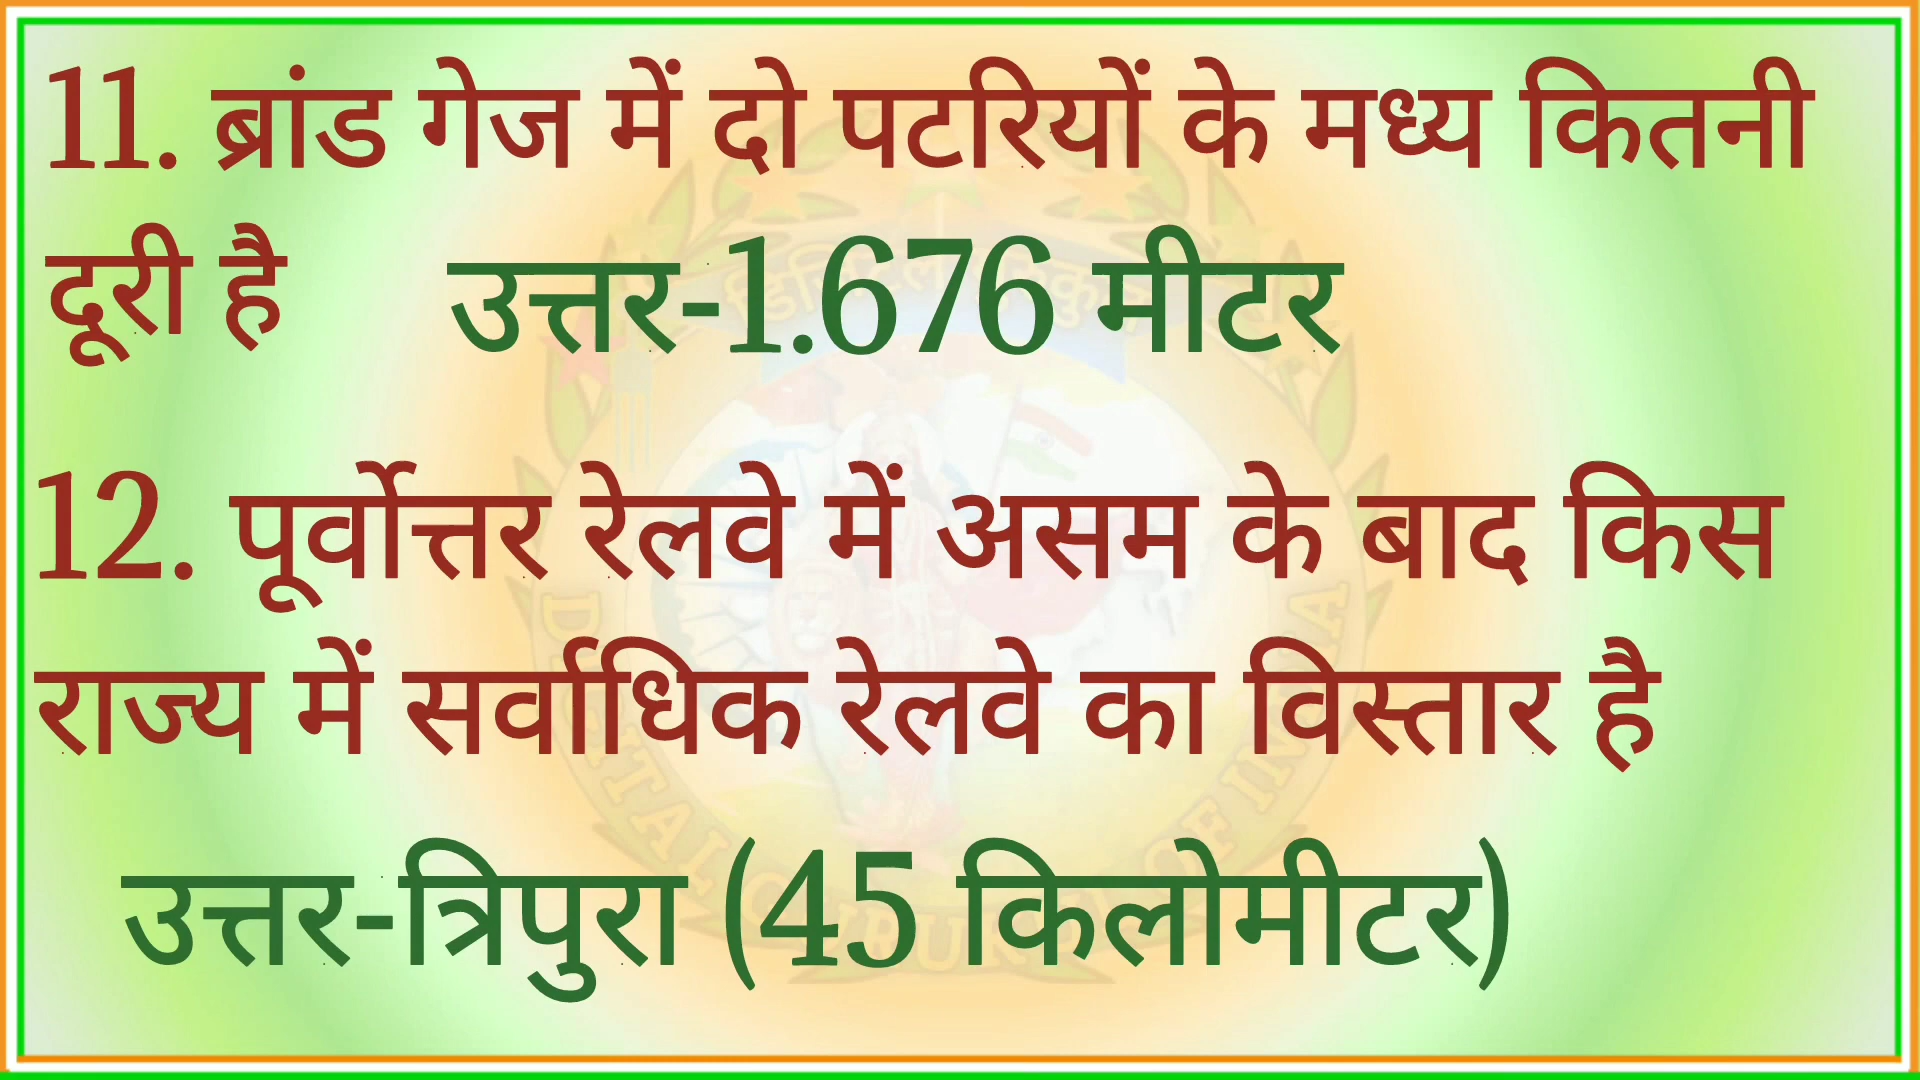 11. ब्रांड गेज में दो पटरियों के मध्य कितनी
दूरी है उत्तर-1.676 मीटर
12. पूर्वोत्तर रेलवे में असम के बाद किस
राज्य में सर्वाधिक रेलवे का विस्तार है
उत्तर-त्रिपुरा (45 किलोमीटर)